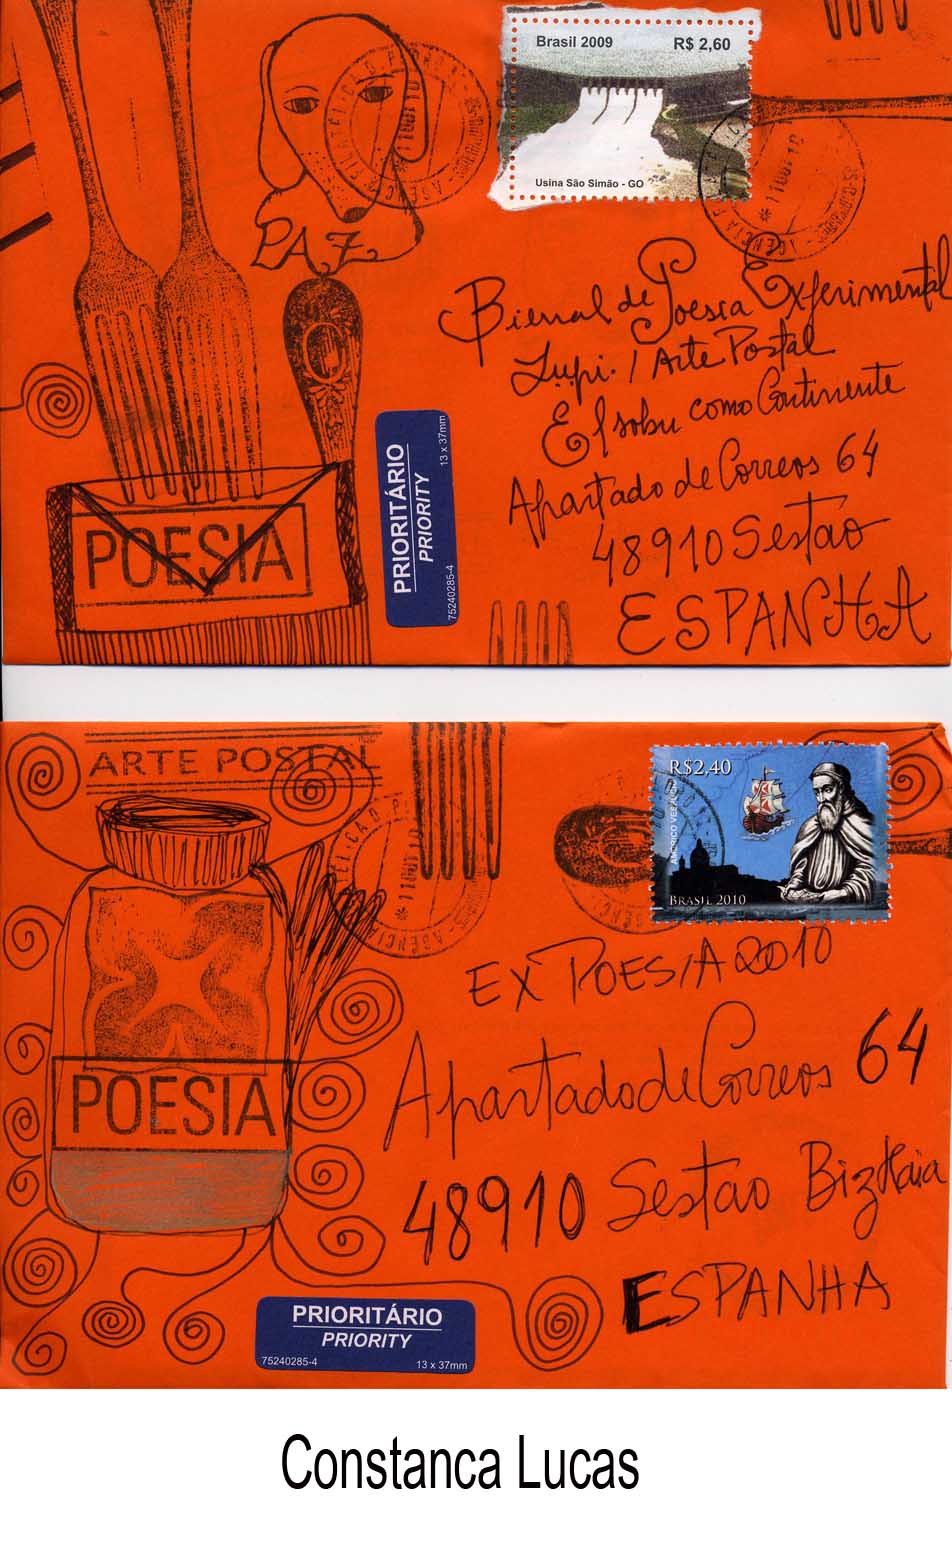 Brasil 2009
R$ 2,60
Usina São Simão - GO
PAZ
Bienal de Poesia Experimental
/ Arte Postal
El sobre como Continente
Apartado de Correos 64
48910 Sestao
ESPANHA
POESIA
PRIORITÁRIO
PRIORITY
75240285-4
13 x 37mm
ARTE POSTAL
R$2,40
BRASIL 2010
EX POESIA 2010
Apartado de Correos 64
48910 Sestao Bizkaia
ESPANHA
POESIA
PRIORITÁRIO
PRIORITY
75240285-4
13 x 37mm
Constanca Lucas